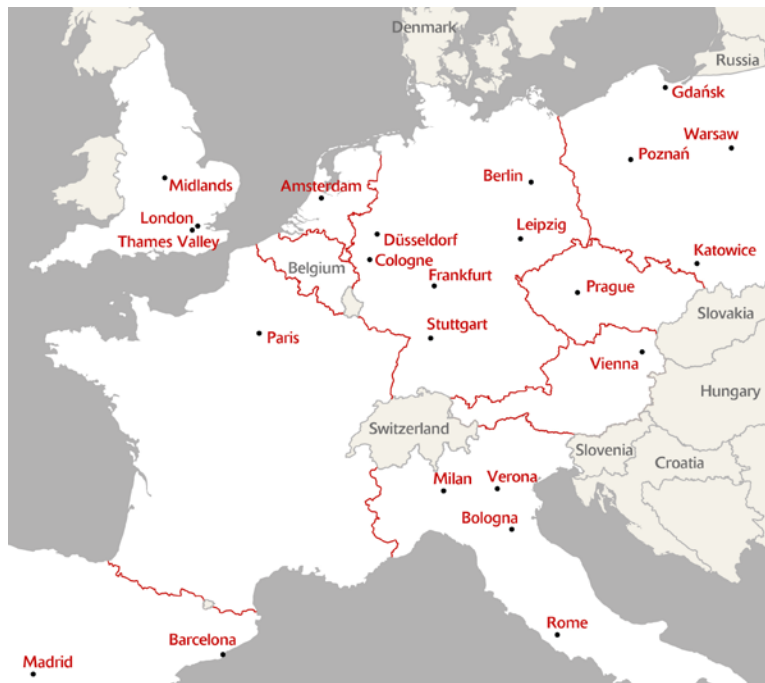 Denmark
Russia
Gdańsk
Warsaw
Poznań
Midlands
Amsterdam
Berlin
London
Leipzig
Thames Valley
Düsseldorf
Katowice
Belgium
Cologne
Frankfurt
Prague
Slovakia
Paris
Stuttgart
Vienna
Hungary
Switzerland
Slovenia
Croatia
Milan
Verona
Bologna
Rome
Barcelona
Madrid